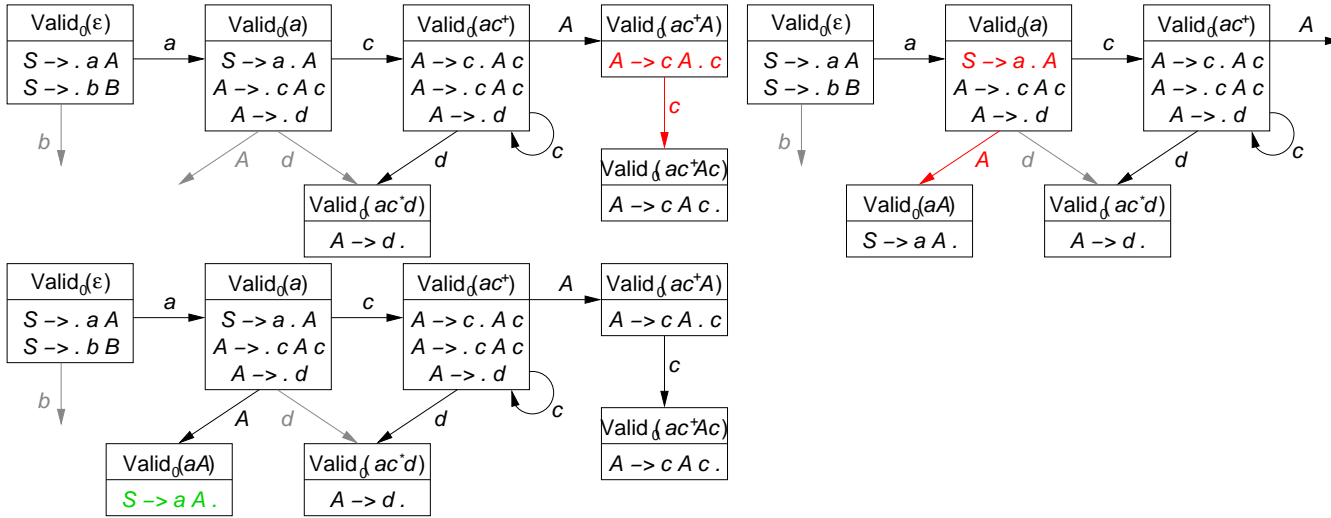 Valid₀(ε)
S −> . a A
S −> . b B
a
b
Valid₀(a)
S −> a . A
A −> . c A c
A −> . d
c
A
d
Valid₀(ac⁺)
A −> c . A c
A −> . c A c
A −> . d
A
c
d
Valid₀(ac⁺A)
A −> c A . c
c
Valid₀(ac⁺Ac)
A −> c A c .
Valid₀(ac*d)
A −> d .
Valid₀(ε)
S −> . a A
S −> . b B
a
b
Valid₀(a)
S −> a . A
A −> . c A c
A −> . d
c
A
d
Valid₀(ac⁺)
A −> c . A c
A −> . c A c
A −> . d
A
c
d
Valid₀(aA)
S −> a A .
Valid₀(ac*d)
A −> d .
Valid₀(ε)
S −> . a A
S −> . b B
a
b
Valid₀(a)
S −> a . A
A −> . c A c
A −> . d
c
A
d
Valid₀(ac⁺)
A −> c . A c
A −> . c A c
A −> . d
A
c
d
Valid₀(ac⁺A)
A −> c A . c
c
Valid₀(ac⁺Ac)
A −> c A c .
Valid₀(aA)
S −> a A .
Valid₀(ac*d)
A −> d .